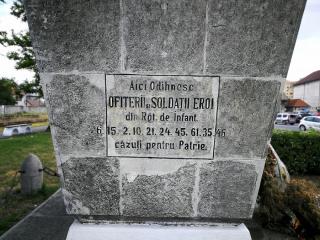 Aici Odihnesc
OFITERII si SOLDAȚII EROI
din Rgt. de Infant.
6. 15. 2. 10. 21. 24. 45. 61. 35. 46
căzuți pentru Patrie.